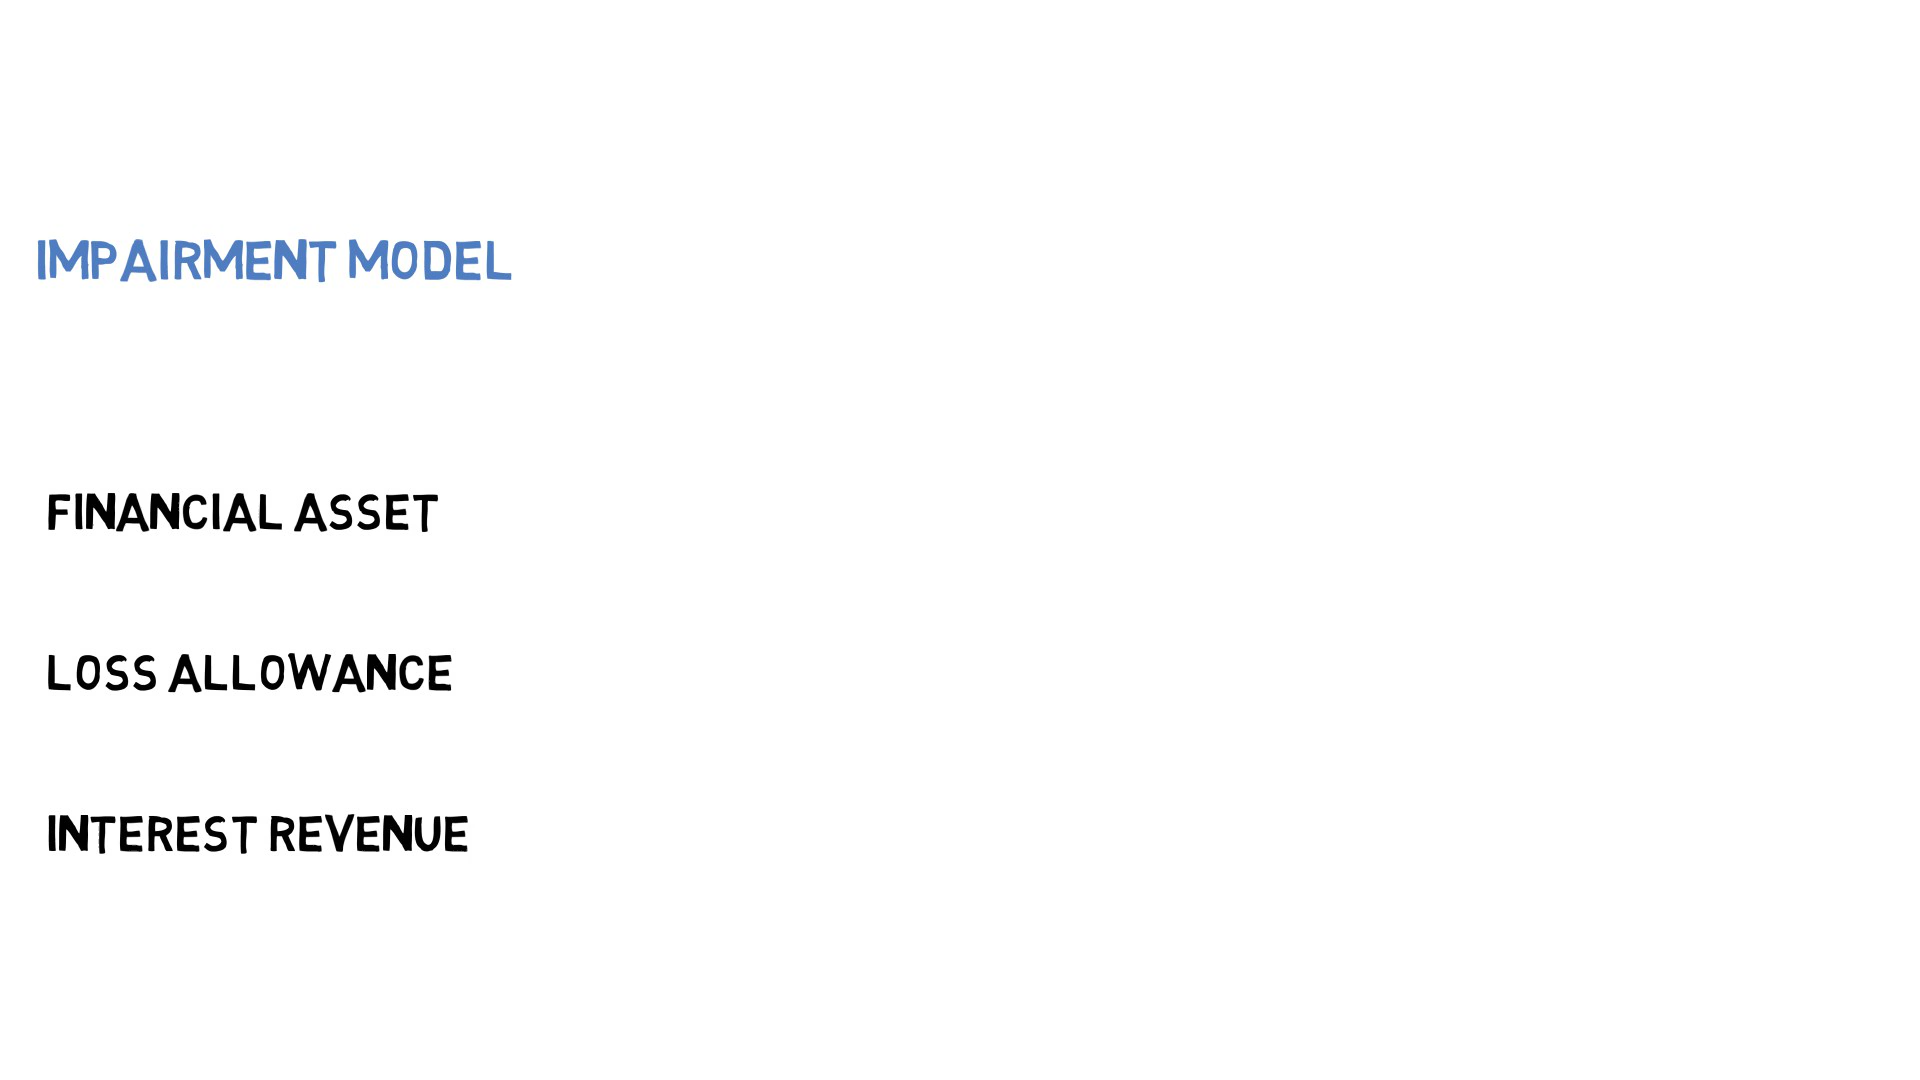 IMPAIRMENT MODEL
FINANCIAL ASSET
LOSS ALLOWANCE
INTEREST REVENUE